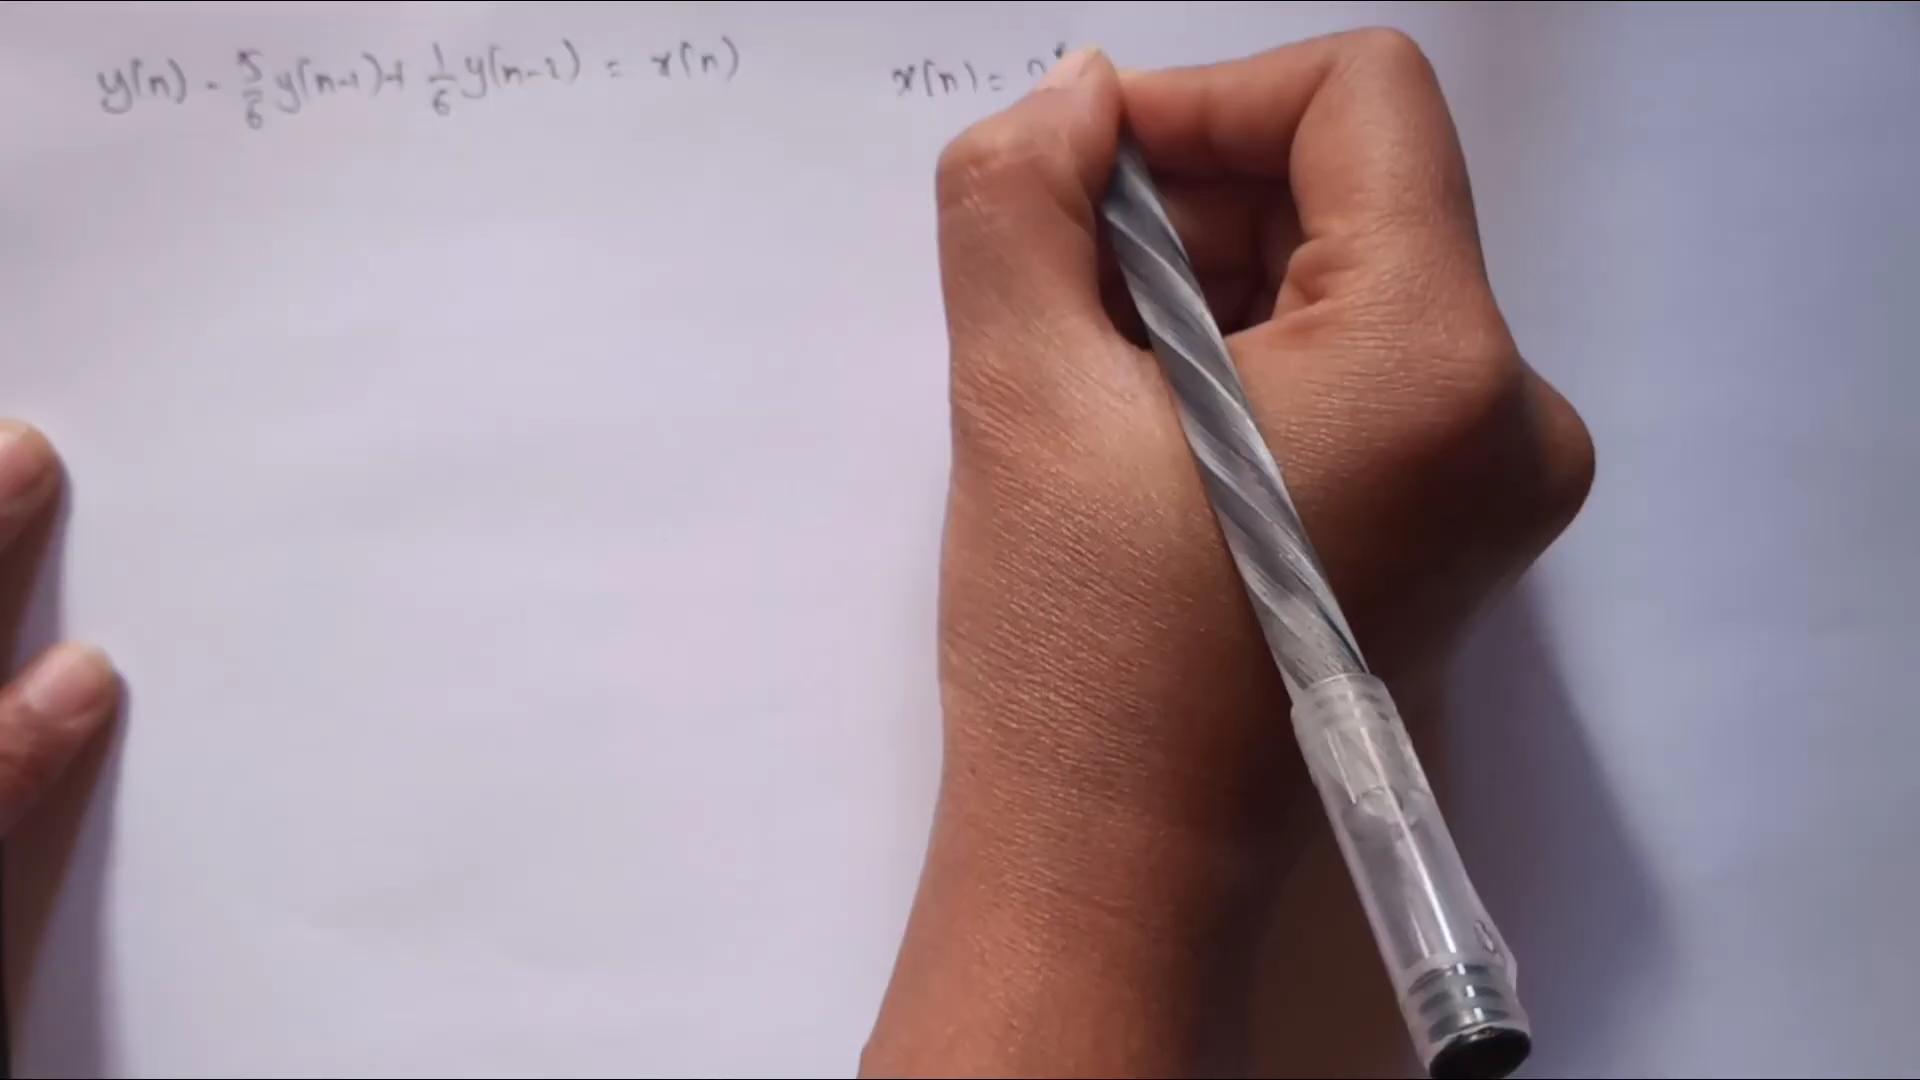 y(n) - 5/6 y(n-1) + 1/6 y(n-2) = x(n) x(n) =